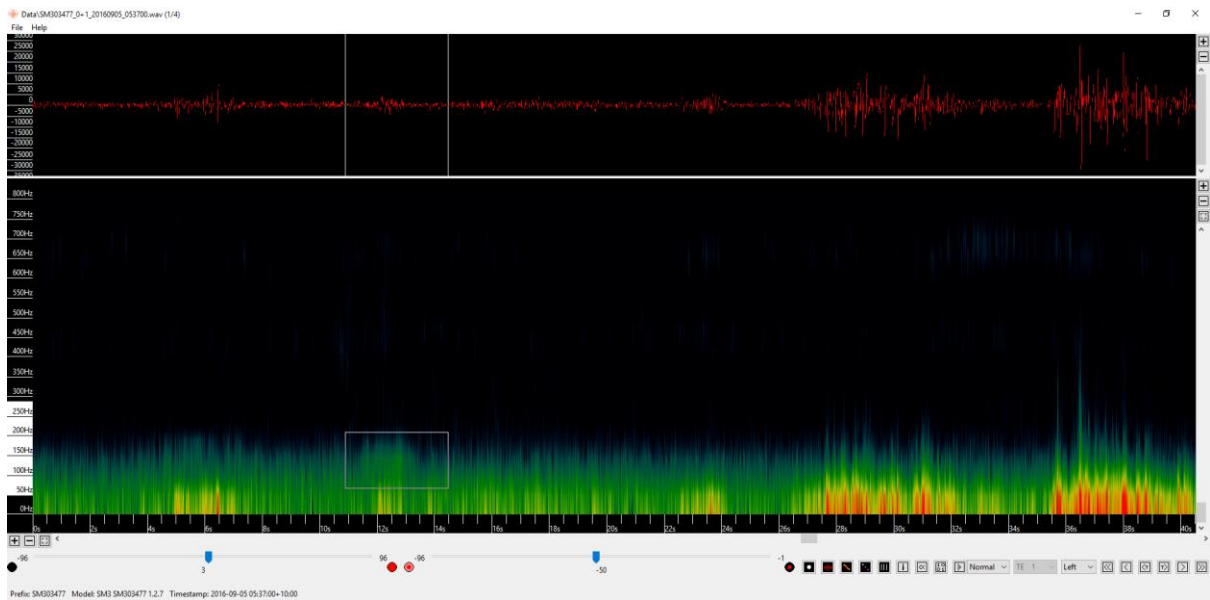 Data\SM303477_0+1_20160905_053700.wav (1/4)
File Help
30000
25000
20000
15000
10000
5000
0
-5000
-10000
-15000
-20000
-25000
-30000
-35000
800Hz
750Hz
700Hz
650Hz
600Hz
550Hz
500Hz
450Hz
400Hz
350Hz
300Hz
250Hz
200Hz
150Hz
100Hz
50Hz
0Hz
0s 2s 4s 6s 8s 10s 12s 14s 16s 18s 20s 22s 24s 26s 28s 30s 32s 34s 36s 38s 40s
-96 3 96 -96 -50 -1
Normal TE 1 Left
Prefix: SM303477 Model: SM3 SM303477 1.2.7 Timestamp: 2016-09-05 05:37:00+10:00